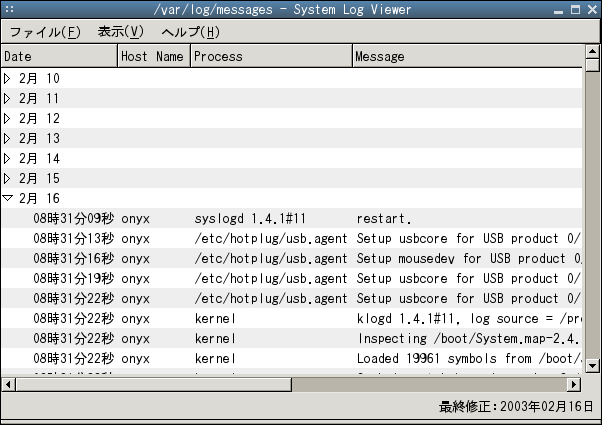 /var/log/messages - System Log Viewer
ファイル(F) 表示(V) ヘルプ(H)
Date Host Name Process Message
2月 10
2月 11
2月 12
2月 13
2月 14
2月 15
2月 16
08時31分09秒 onyx syslogd 1.4.1#11 restart.
08時31分13秒 onyx /etc/hotplug/usb.agent Setup usbcore for USB product 0/
08時31分16秒 onyx /etc/hotplug/usb.agent Setup mousedev for USB product 0
08時31分19秒 onyx /etc/hotplug/usb.agent Setup usbcore for USB product 0/
08時31分22秒 onyx /etc/hotplug/usb.agent Setup usbcore for USB product 0/
08時31分22秒 onyx kernel klogd 1.4.1#11, log source = /pro
08時31分22秒 onyx kernel Inspecting /boot/System.map-2.4.
08時31分22秒 onyx kernel Loaded 19961 symbols from /boot/
最終修正：2003年02月16日